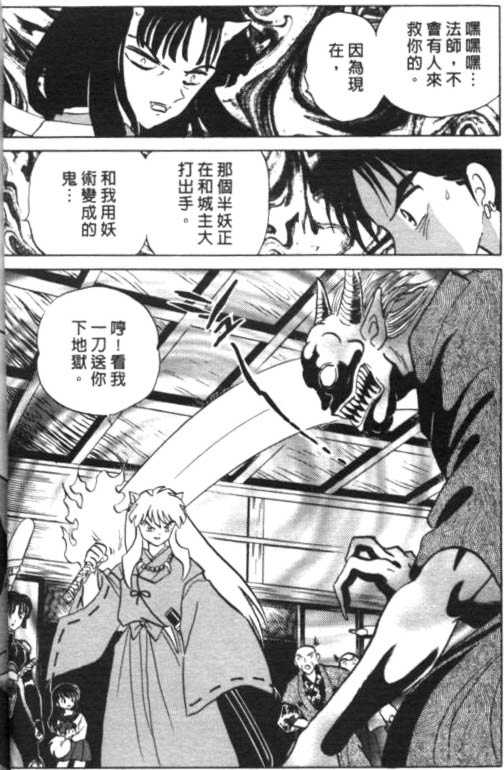 嘿嘿嘿…
法師，不
會有人來
救你的。
因為現
在，
那個半妖正
在和城主大
打出手。
和我用妖
術變成的
鬼…
哼！看我
一刀送你
下地獄。